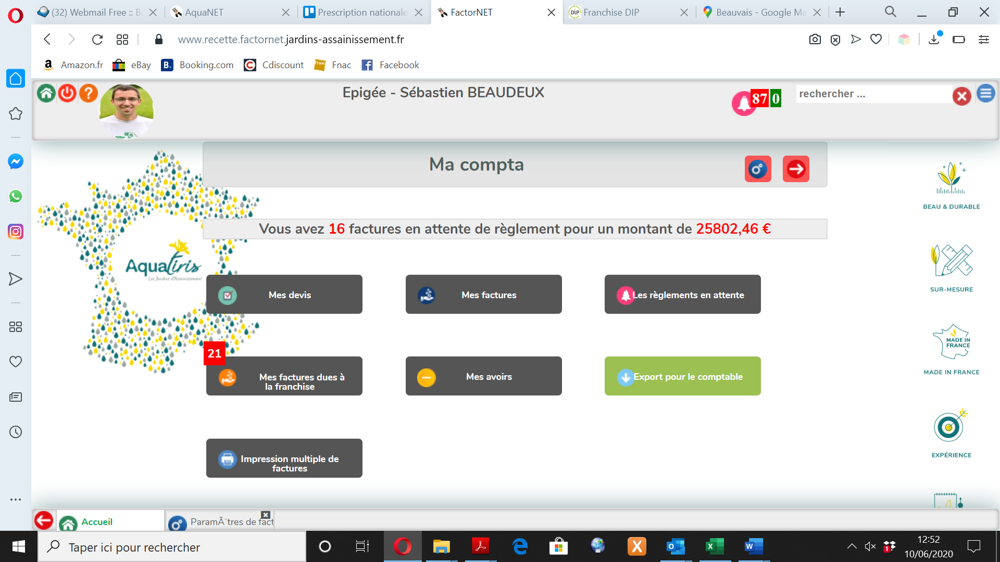 (32) Webmail Free :: Bo
AquaNET
Prescription nationale
FactorNET
Franchise DIP
Beauvais - Google Ma
www.recette.factornet.jardins-assainissement.fr
Amazon.fr
eBay
Booking.com
Cdiscount
Fnac
Facebook
Epigée - Sébastien BEAUDEUX
87 0
rechercher ...
Ma compta
Vous avez 16 factures en attente de règlement pour un montant de 25802,46 €
Aquatiris
Les Jardins d'Assainissement
Mes devis
Mes factures
Les règlements en attente
21
Mes factures dues à
la franchise
Mes avoirs
Export pour le comptable
Impression multiple de
factures
BEAU & DURABLE
SUR-MESURE
MADE IN
FRANCE
MADE IN FRANCE
EXPÉRIENCE
Accueil
ParamÃ¨tres de fact
Taper ici pour rechercher
1
12:52
10/06/2020